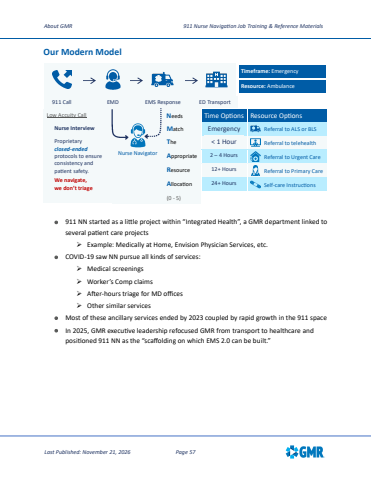 About GMR
911 Nurse Navigation Job Training & Reference Materials
Our Modern Model
Timeframe: Emergency
Resource: Ambulance
911 Call
EMD
EMS Response
ED Transport
Low Accuity Call
Nurse Interview
Proprietary
closed-ended
protocols to ensure
consistency and
patient safety.
We navigate,
we don't triage
Nurse Navigator
Needs
Match
The
Appropriate
Resource
Allocation
(0 - 5)
Time Options Resource Options
Emergency Referral to ALS or BLS
< 1 Hour Referral to telehealth
2 – 4 Hours Referral to Urgent Care
12+ Hours Referral to Primary Care
24+ Hours Self-care Instructions
● 911 NN started as a little project within "Integrated Health", a GMR department linked to
several patient care projects
➢ Example: Medically at Home, Envision Physician Services, etc.
● COVID-19 saw NN pursue all kinds of services:
➢ Medical screenings
➢ Worker's Comp claims
➢ After-hours triage for MD offices
➢ Other similar services
● Most of these ancillary services ended by 2023 coupled by rapid growth in the 911 space
● In 2025, GMR executive leadership refocused GMR from transport to healthcare and
positioned 911 NN as the "scaffolding on which EMS 2.0 can be built."
Last Published: November 21, 2026
Page 57
GMR